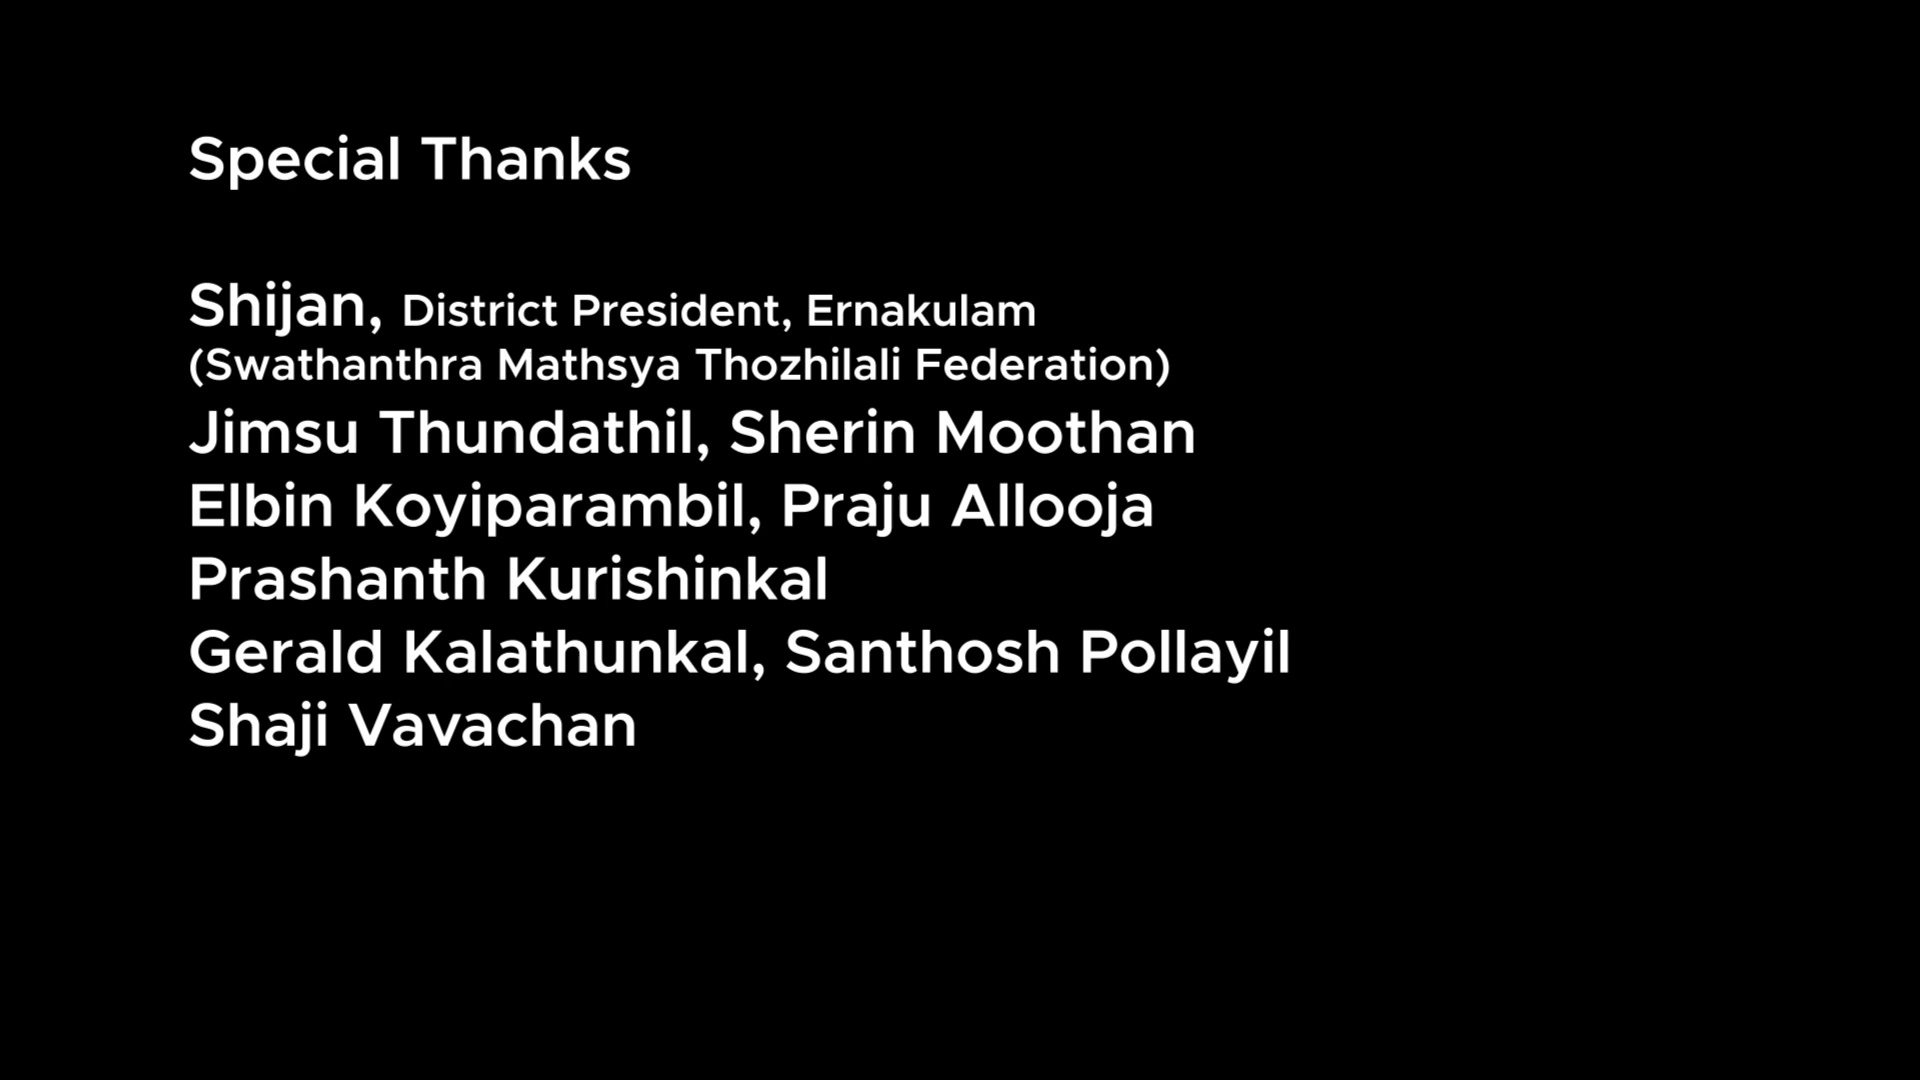 Special Thanks
Shijan, District President, Ernakulam
(Swathanthra Mathsya Thozhilali Federation)
Jimsu Thundathil, Sherin Moothan
Elbin Koyiparambil, Praju Allooja
Prashanth Kurishinkal
Gerald Kalathunkal, Santhosh Pollayil
Shaji Vavachan